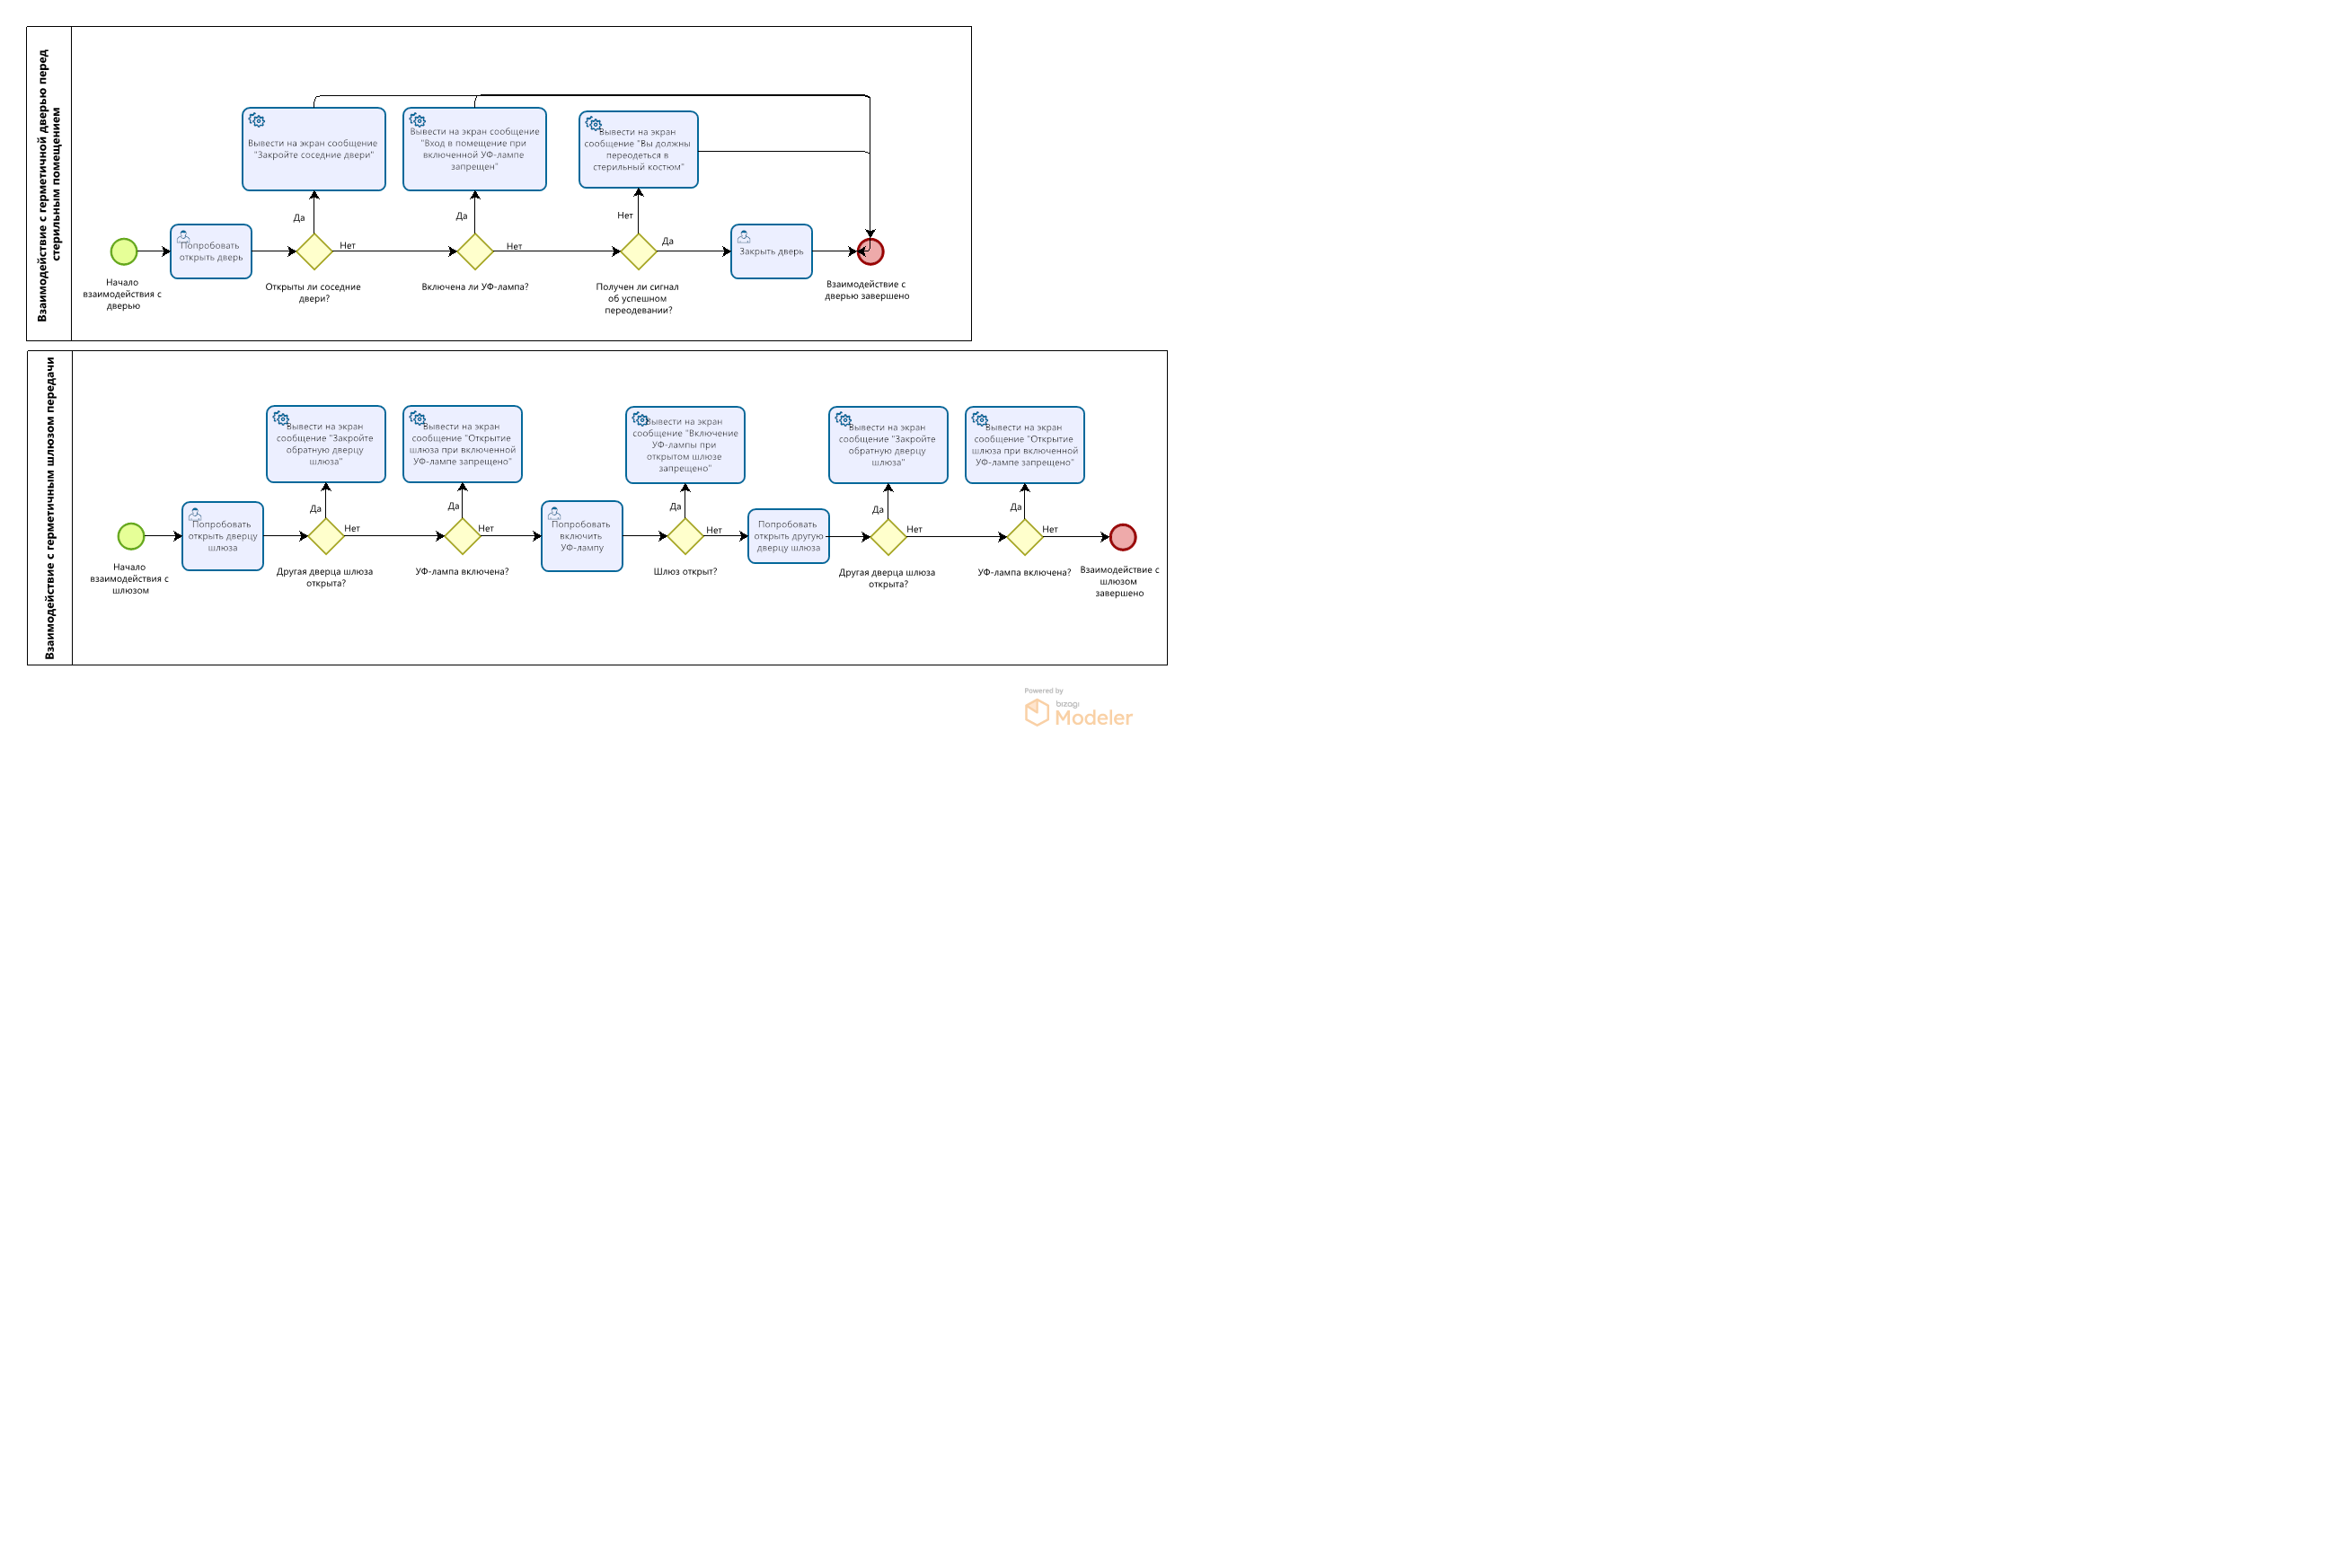 Взаимодействие с герметичной дверью перед
стерильным помещением
Вывести на экран сообщение
"Закройте соседние двери"
Вывести на экран сообщение
"Вход в помещение при
включенной УФ-лампе
запрещен"
Вывести на экран
сообщение "Вы должны
переодеться в
стерильный костюм"
Да
Да
Нет
Попробовать
открыть дверь
Нет
Нет
Да
Закрыть дверь
Начало
взаимодействия с
дверью
Открыты ли соседние
двери?
Включена ли УФ-лампа?
Получен ли сигнал
об успешном
переодевании?
Взаимодействие с
дверью завершено
Взаимодействие с герметичным шлюзом передачи
Вывести на экран
сообщение "Закройте
обратную дверцу
шлюза"
Вывести на экран
сообщение "Открытие
шлюза при включенной
УФ-лампе запрещено"
Вывести на экран
сообщение "Включение
УФ-лампы при
открытом шлюзе
запрещено"
Вывести на экран
сообщение "Закройте
обратную дверцу
шлюза"
Вывести на экран
сообщение "Открытие
шлюза при включенной
УФ-лампе запрещено"
Да
Да
Да
Да
Да
Попробовать
открыть дверцу
шлюза
Нет
Нет
Попробовать
включить
УФ-лампу
Нет
Попробовать
открыть другую
дверцу шлюза
Нет
Нет
Начало
взаимодействия с
шлюзом
Другая дверца шлюза
открыта?
УФ-лампа включена?
Шлюз открыт?
Другая дверца шлюза
открыта?
УФ-лампа включена?
Взаимодействие с
шлюзом
завершено
Powered by
bizagi
Modeler